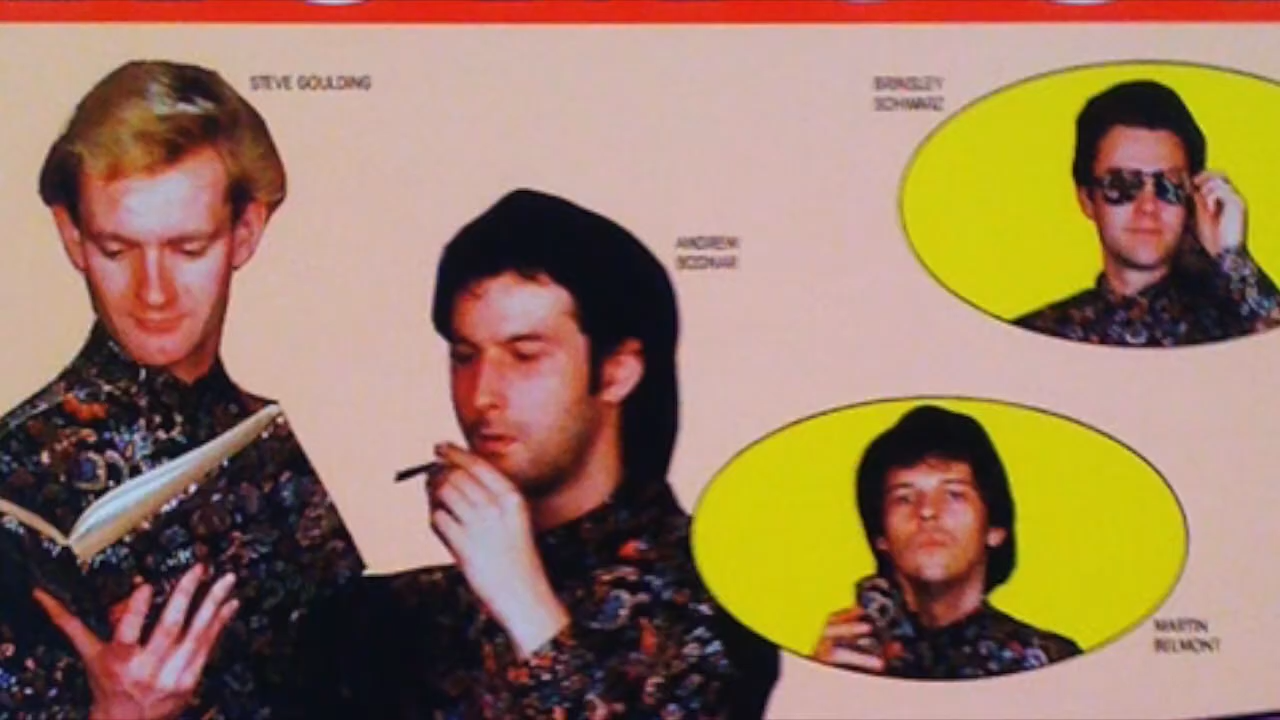 STEVE GOULDING
BRINSLEY
SCHWARZ
ANDREW
BODNAR
MARTIN
BELMONT